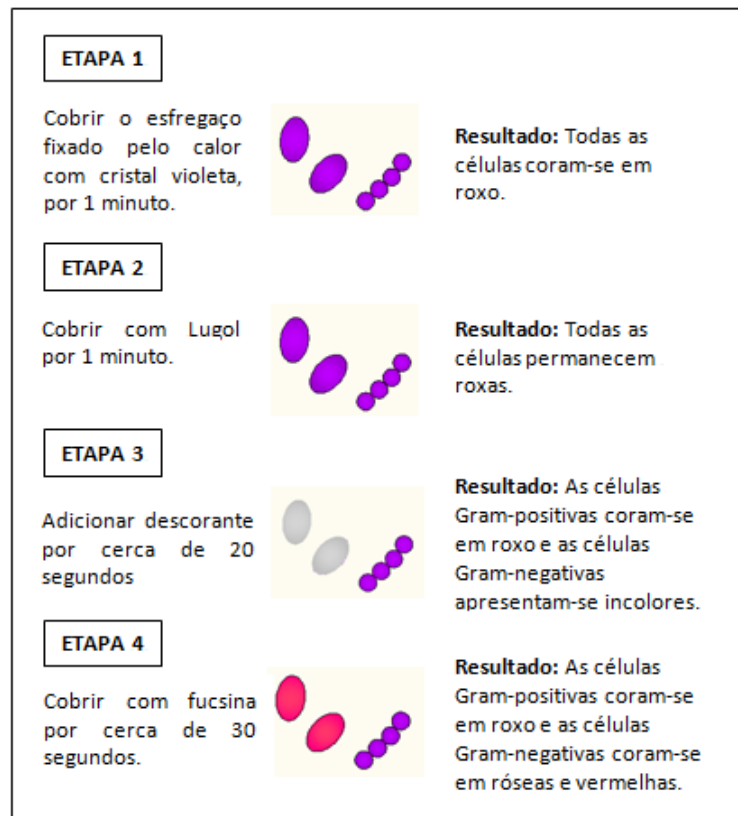 ETAPA 1
Cobrir o esfregaço
fixado pelo calor
com cristal violeta,
por 1 minuto.
Resultado: Todas as
células coram-se em
roxo.
ETAPA 2
Cobrir com Lugol
por 1 minuto.
Resultado: Todas as
células permanecem
roxas.
ETAPA 3
Adicionar descorante
por cerca de 20
segundos
Resultado: As células
Gram-positivas coram-se
em roxo e as células
Gram-negativas
apresentam-se incolores.
ETAPA 4
Cobrir com fucsina
por cerca de 30
segundos.
Resultado: As células
Gram-positivas coram-se
em roxo e as células
Gram-negativas coram-se
em róseas e vermelhas.